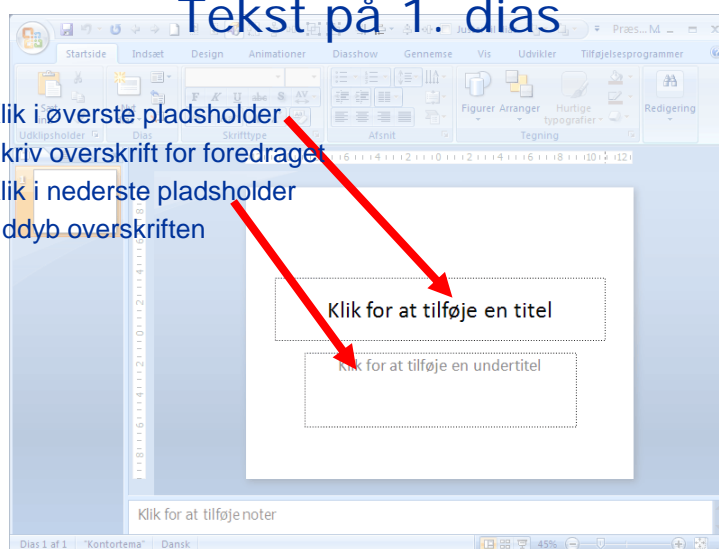 Tekst på 1. dias
Præs...
Startside Indsæt Design Animationer Diasshow Gennemse Vis Udvikler Tilføjelsesprogrammer
Figurer Arranger Hurtige typografier Redigering
Udklipsholder Dias Skrifttype Afsnit Tegning
lik i øverste pladsholder
kriv overskrift for foredraget
lik i nederste pladsholder
ddyb overskriften
Klik for at tilføje en titel
Klik for at tilføje en undertitel
Klik for at tilføje noter
Dias 1 af 1 "Kontortema" Dansk 45%